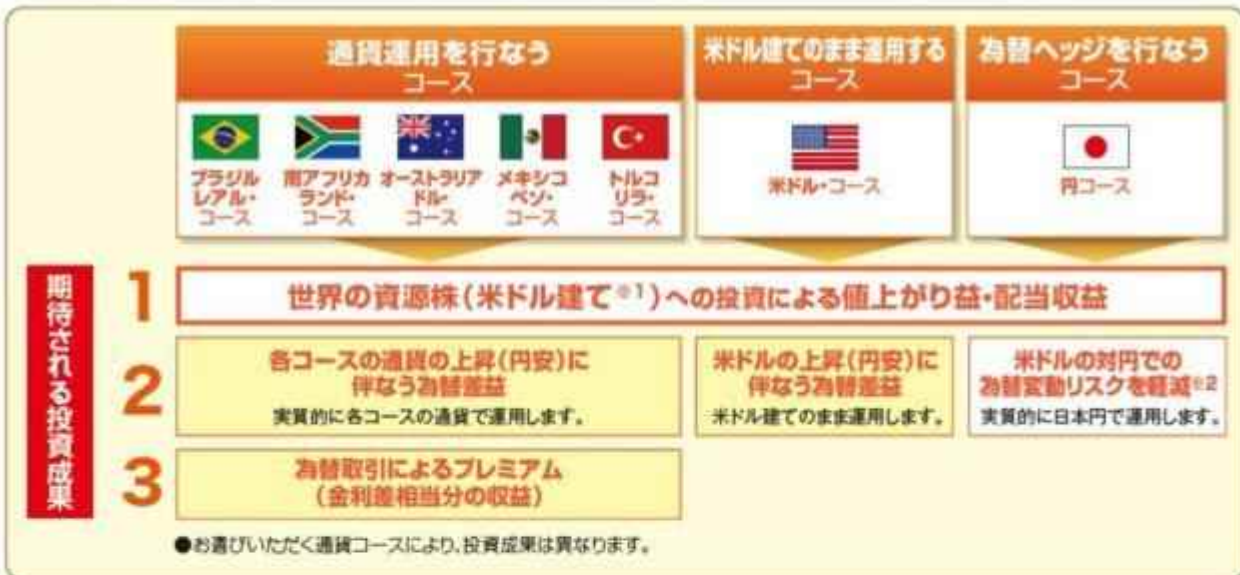 通貨運用を行なう
コース
米ドル建てのまま運用する
コース
為替ヘッジを行なう
コース
ブラジル
レアル・
コース
南アフリカ
ランド・
コース
オーストラリア
ドル・
コース
メキシコ
ペソ・
コース
トルコ
リラ・
コース
米ドル・コース
円コース
期待される投資成果
1
世界の資源株(米ドル建て※1)への投資による値上がり益・配当収益
2
各コースの通貨の上昇(円安)に
伴なう為替差益
実質的に各コースの通貨で運用します。
米ドルの上昇(円安)に
伴なう為替差益
米ドル建てのまま運用します。
米ドルの対円での
為替変動リスクを軽減※2
実質的に日本円で運用します。
3
為替取引によるプレミアム
(金利差相当分の収益)
●お選びいただく通貨コースにより、投資成果は異なります。